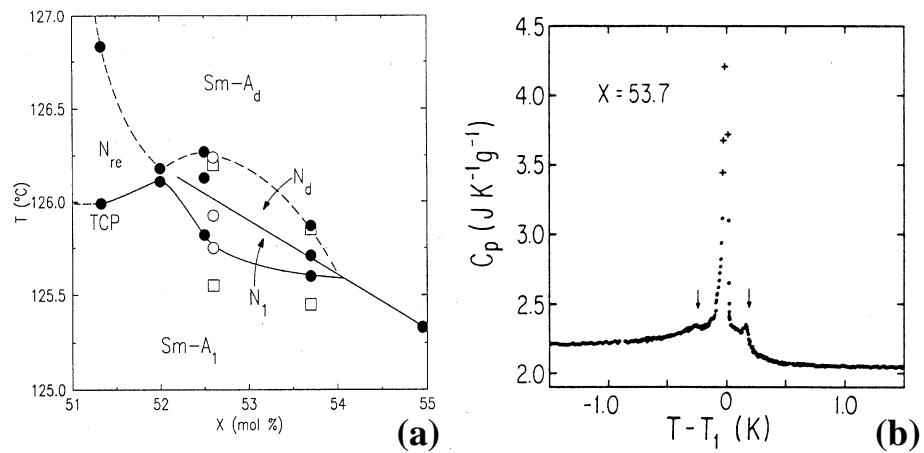 127.0
126.5
126.0
125.5
125.0
T (°C)
Sm-A_d
N_re
TCP
N_d
N_1
Sm-A_1
51
52
53
54
55
X (mol %)
(a)
4.5
4.0
3.5
3.0
2.5
2.0
C_p (J K⁻¹g⁻¹)
X = 53.7
-1.0
0
1.0
T-T_1 (K)
(b)